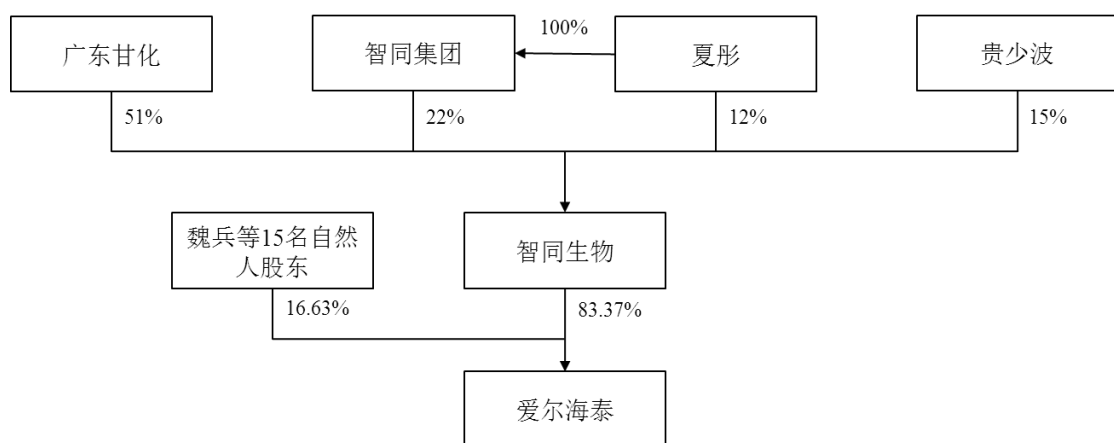 100%
广东甘化
智同集团
夏彤
贵少波
51%
22%
12%
15%
魏兵等15名自然
人股东
智同生物
16.63%
83.37%
爱尔海泰